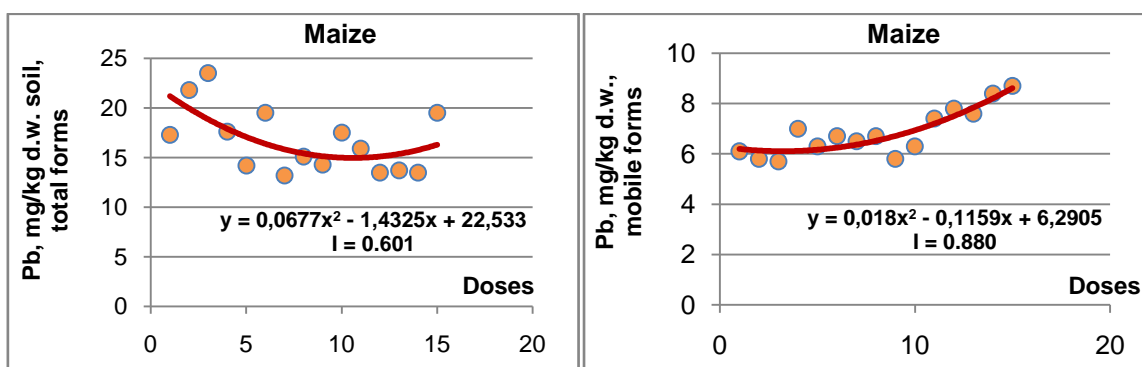 Maize
Pb, mg/kg d.w. soil,
total forms
25
20
15
10
5
0
y = 0,0677x² - 1,4325x + 22,533
I = 0.601
Doses
0 5 10 15 20
Maize
Pb, mg/kg d.w.,
mobile forms
10
8
6
4
2
0
y = 0,018x² - 0,1159x + 6,2905
I = 0.880
Doses
0 10 20